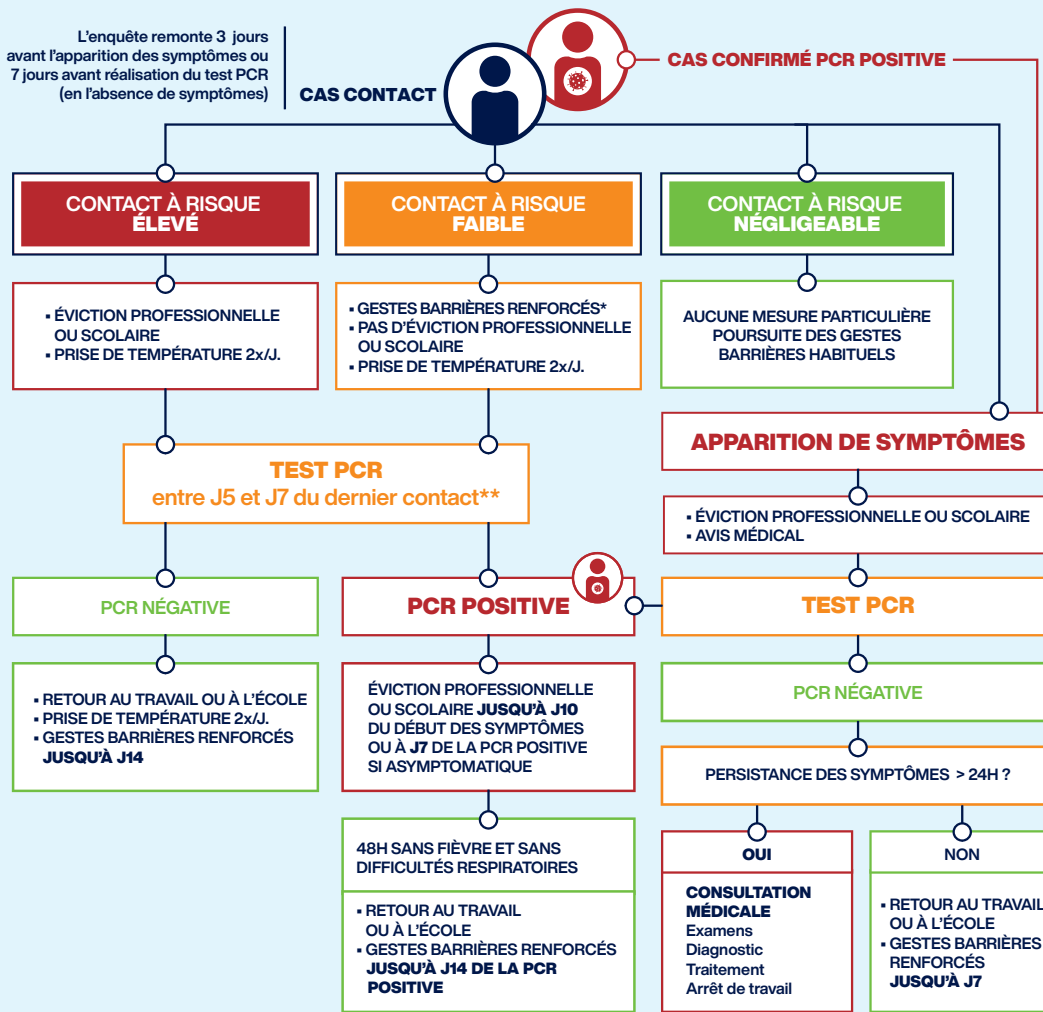 L'enquête remonte 3 jours
avant l'apparition des symptômes ou
7 jours avant réalisation du test PCR
(en l'absence de symptômes)
CAS CONTACT
CAS CONFIRMÉ PCR POSITIVE
CONTACT À RISQUE
ÉLEVÉ
CONTACT À RISQUE
FAIBLE
CONTACT À RISQUE
NÉGLIGEABLE
▪ ÉVICTION PROFESSIONNELLE
OU SCOLAIRE
▪ PRISE DE TEMPÉRATURE 2x/J.
▪ GESTES BARRIÈRES RENFORCÉS*
▪ PAS D'ÉVICTION PROFESSIONNELLE
OU SCOLAIRE
▪ PRISE DE TEMPÉRATURE 2x/J.
AUCUNE MESURE PARTICULIÈRE
POURSUITE DES GESTES
BARRIÈRES HABITUELS
TEST PCR
entre J5 et J7 du dernier contact**
APPARITION DE SYMPTÔMES
▪ ÉVICTION PROFESSIONNELLE OU SCOLAIRE
▪ AVIS MÉDICAL
PCR NÉGATIVE
PCR POSITIVE
TEST PCR
▪ RETOUR AU TRAVAIL OU À L'ÉCOLE
▪ PRISE DE TEMPÉRATURE 2x/J.
▪ GESTES BARRIÈRES RENFORCÉS
JUSQU'À J14
ÉVICTION PROFESSIONNELLE
OU SCOLAIRE JUSQU'À J10
DU DÉBUT DES SYMPTÔMES
OU À J7 DE LA PCR POSITIVE
SI ASYMPTOMATIQUE
PCR NÉGATIVE
PERSISTANCE DES SYMPTÔMES > 24H ?
48H SANS FIÈVRE ET SANS
DIFFICULTÉS RESPIRATOIRES
▪ RETOUR AU TRAVAIL
OU À L'ÉCOLE
▪ GESTES BARRIÈRES RENFORCÉS
JUSQU'À J14 DE LA PCR
POSITIVE
OUI
CONSULTATION
MÉDICALE
Examens
Diagnostic
Traitement
Arrêt de travail
NON
▪ RETOUR AU TRAVAIL
OU À L'ÉCOLE
▪ GESTES BARRIÈRES
RENFORCÉS
JUSQU'À J7